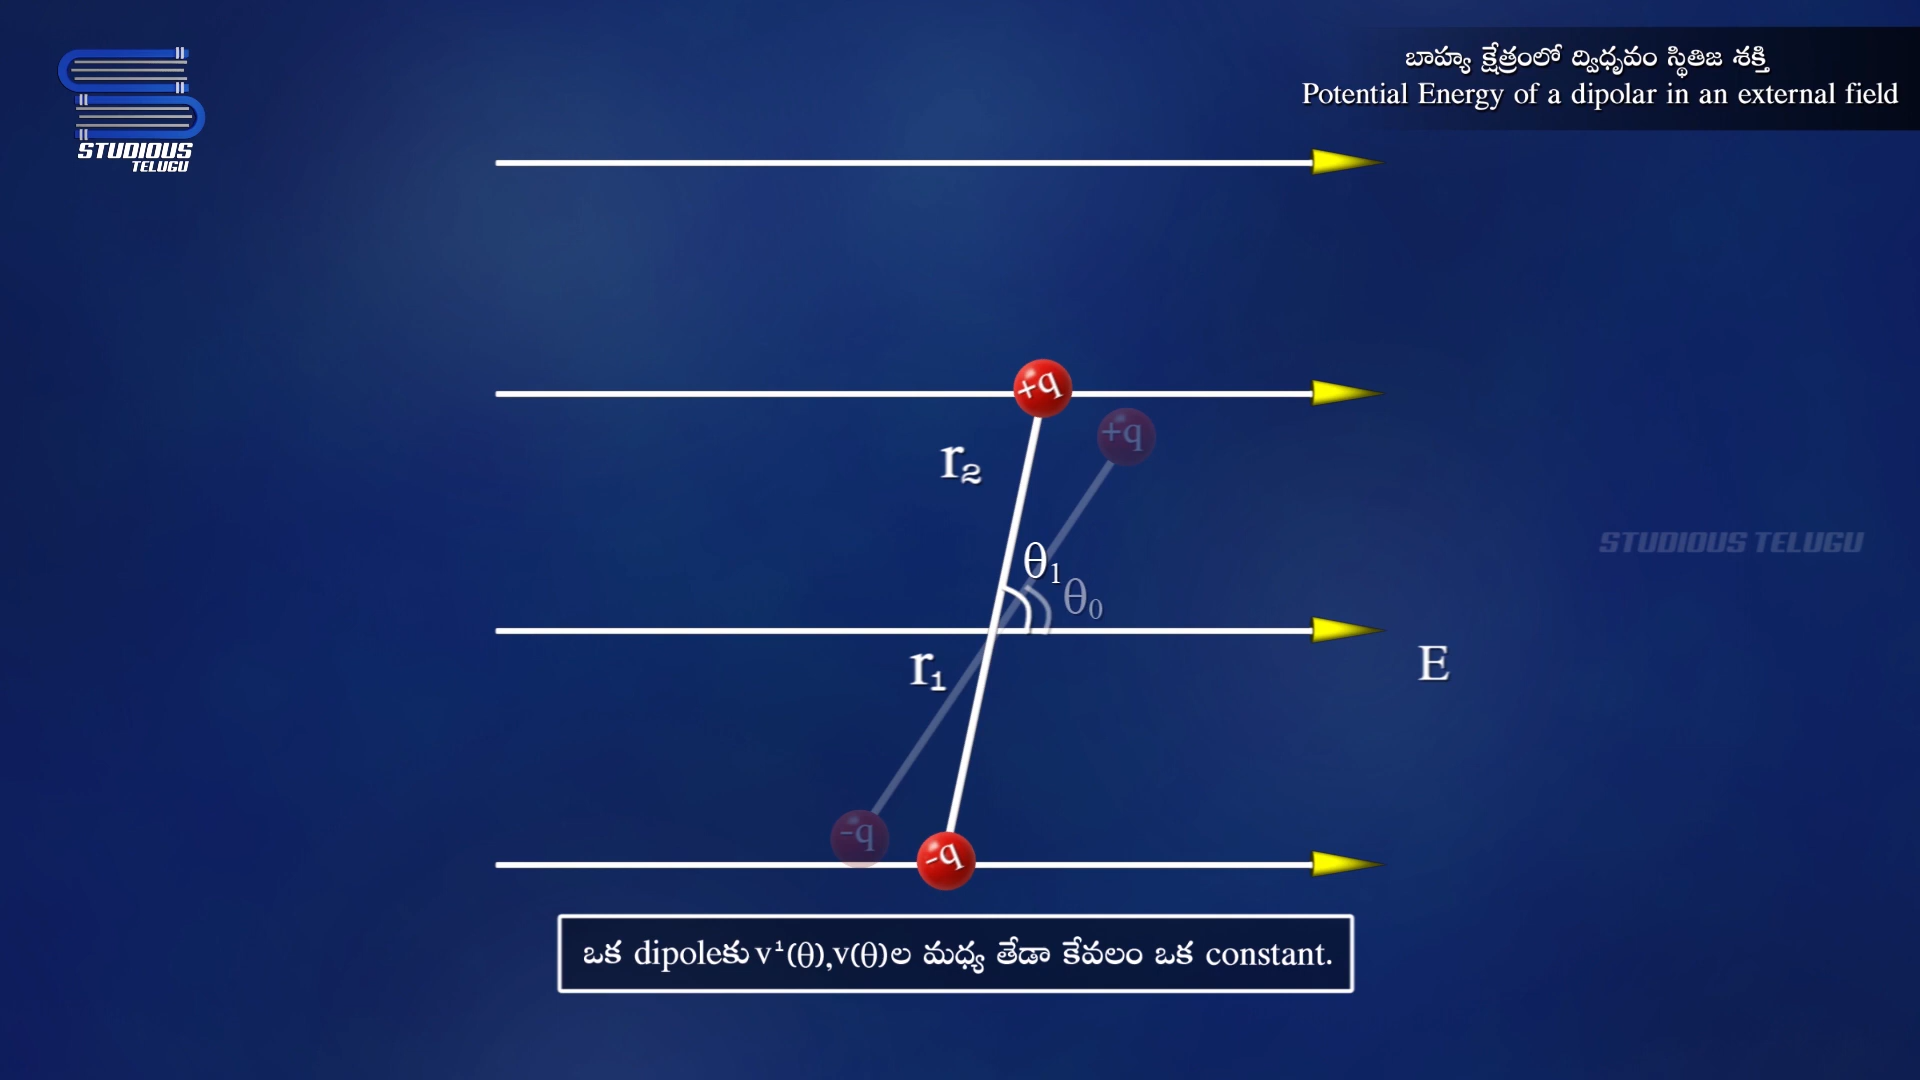 STUDIOUS
TELUGU
బాహ్య క్షేత్రంలో ద్విధృవం స్థితిజ శక్తి
Potential Energy of a dipolar in an external field
+q
+q
r₂
θ₁
θ₀
STUDIOUS TELUGU
r₁
E
-q
-q
ఒక dipoleకు v¹(θ),v(θ)ల మధ్య తేడా కేవలం ఒక constant.